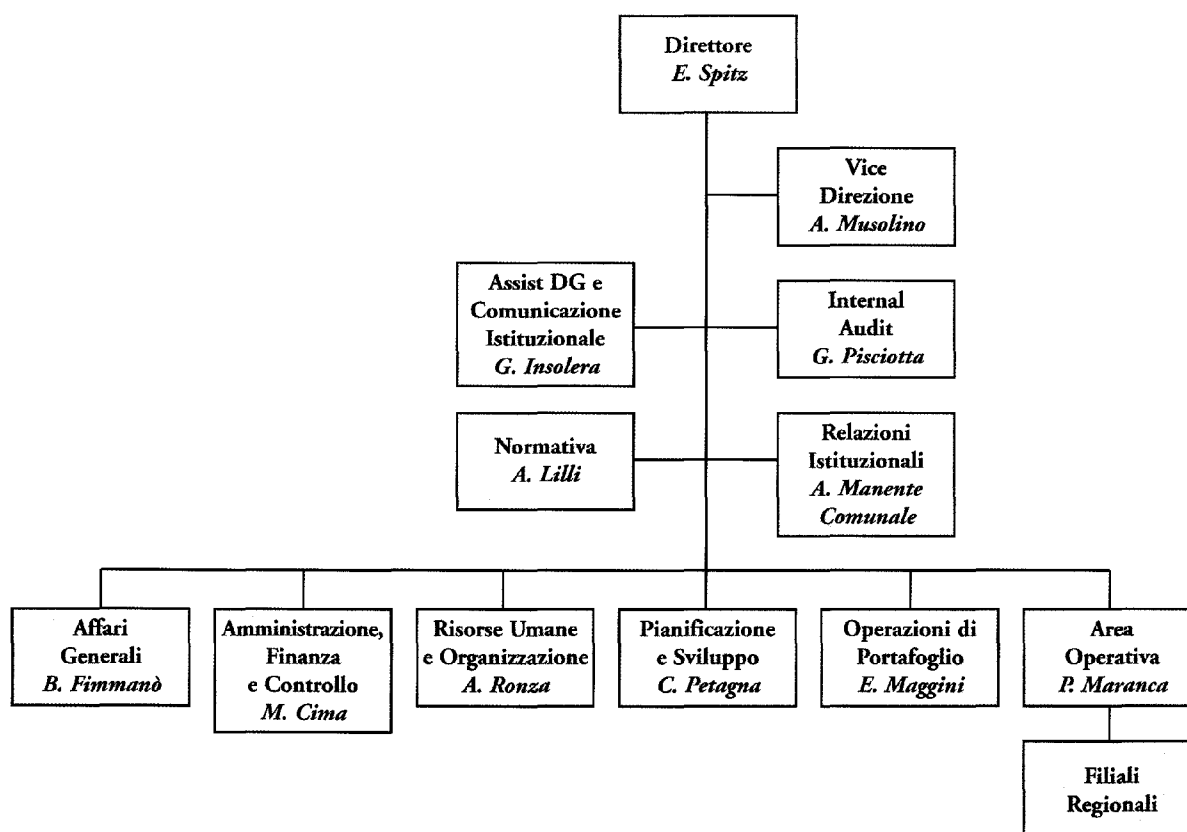 Direttore
E. Spitz
Vice
Direzione
A. Musolino
Assist DG e
Comunicazione
Istituzionale
G. Insolera
Internal
Audit
G. Pisciotta
Normativa
A. Lilli
Relazioni
Istituzionali
A. Manente
Comunale
Affari
Generali
B. Fimmanò
Amministrazione,
Finanza
e Controllo
M. Cima
Risorse Umane
e Organizzazione
A. Ronza
Pianificazione
e Sviluppo
C. Petagna
Operazioni di
Portafoglio
E. Maggini
Area
Operativa
P. Maranca
Filiali
Regionali